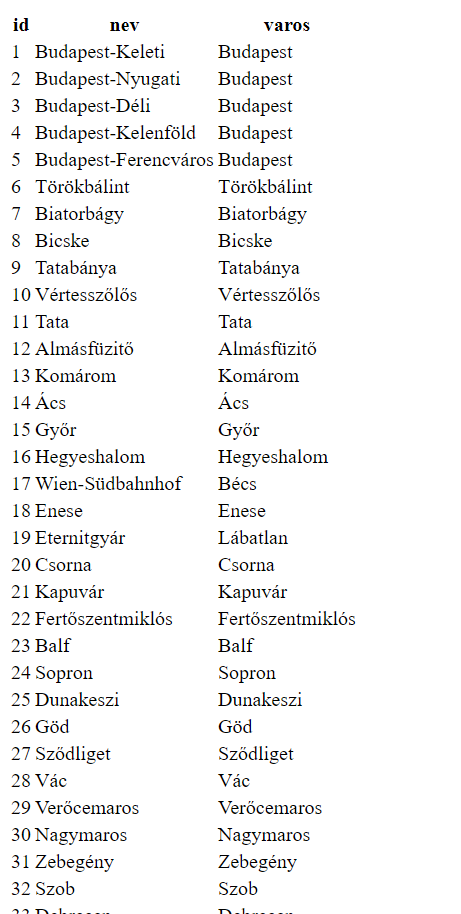 id nev varos
1 Budapest-Keleti Budapest
2 Budapest-Nyugati Budapest
3 Budapest-Déli Budapest
4 Budapest-Kelenföld Budapest
5 Budapest-Ferencváros Budapest
6 Törökbálint Törökbálint
7 Biatorbágy Biatorbágy
8 Bicske Bicske
9 Tatabánya Tatabánya
10 Vértesszőlős Vértesszőlős
11 Tata Tata
12 Almásfüzitő Almásfüzitő
13 Komárom Komárom
14 Ács Ács
15 Győr Győr
16 Hegyeshalom Hegyeshalom
17 Wien-Südbahnhof Bécs
18 Enese Enese
19 Eternitgyár Lábatlan
20 Csorna Csorna
21 Kapuvár Kapuvár
22 Fertőszentmiklós Fertőszentmiklós
23 Balf Balf
24 Sopron Sopron
25 Dunakeszi Dunakeszi
26 Göd Göd
27 Sződliget Sződliget
28 Vác Vác
29 Verőcemaros Verőcemaros
30 Nagymaros Nagymaros
31 Zebegény Zebegény
32 Szob Szob